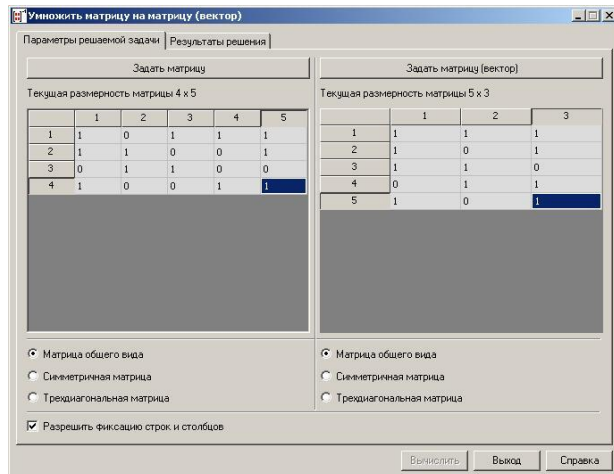 Умножить матрицу на матрицу (вектор)
Параметры решаемой задачи Результаты решения
Задать матрицу
Текущая размерность матрицы 4 x 5
1 2 3 4 5
1 1 0 1 1 1
2 1 1 0 0 1
3 0 1 1 0 0
4 1 0 0 1 1
Матрица общего вида
Симметричная матрица
Трехдиагональная матрица
Задать матрицу (вектор)
Текущая размерность матрицы 5 x 3
1 2 3
1 1 1 1
2 1 0 1
3 1 1 0
4 0 1 1
5 1 0 1
Матрица общего вида
Симметричная матрица
Трехдиагональная матрица
Разрешить фиксацию строк и столбцов
Вычислить Выход Справка